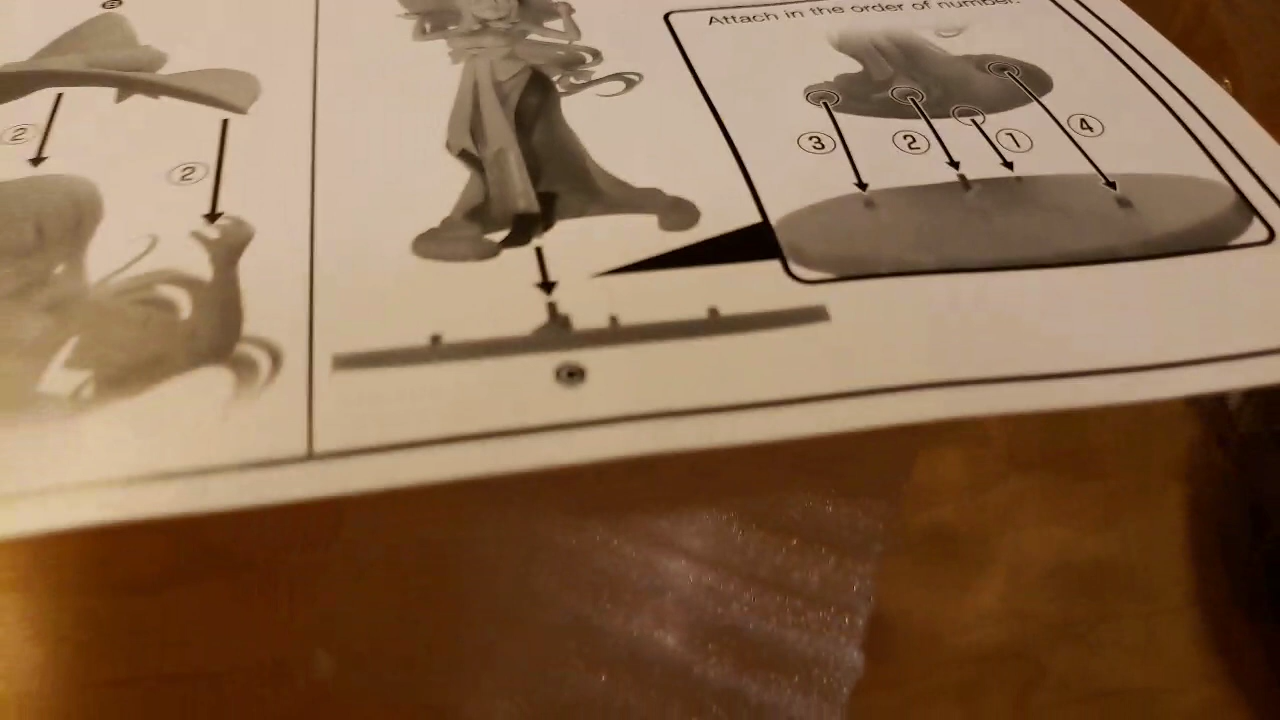 Attach in the order of number.
③ ② ① ④
②
②
Ⓒ